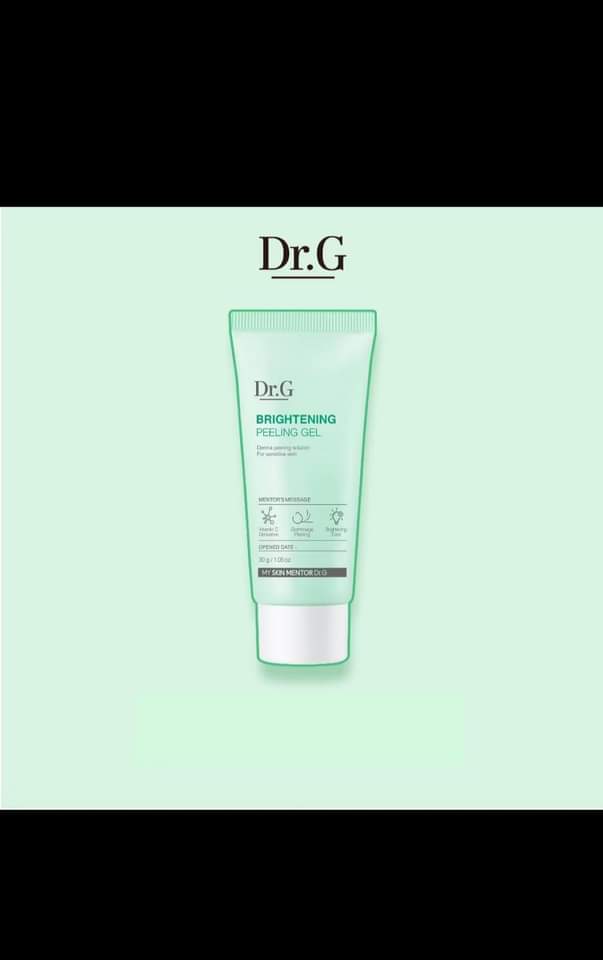 Dr.G
Dr.G
BRIGHTENING
PEELING GEL
Derma peeling solution
For sensitive skin
MENTOR'S MESSAGE
Vitamin C Gommage Brightening
Derivative Peeling Care
OPENED DATE :
30 g / 1.05 oz
MY SKIN MENTOR Dr.G